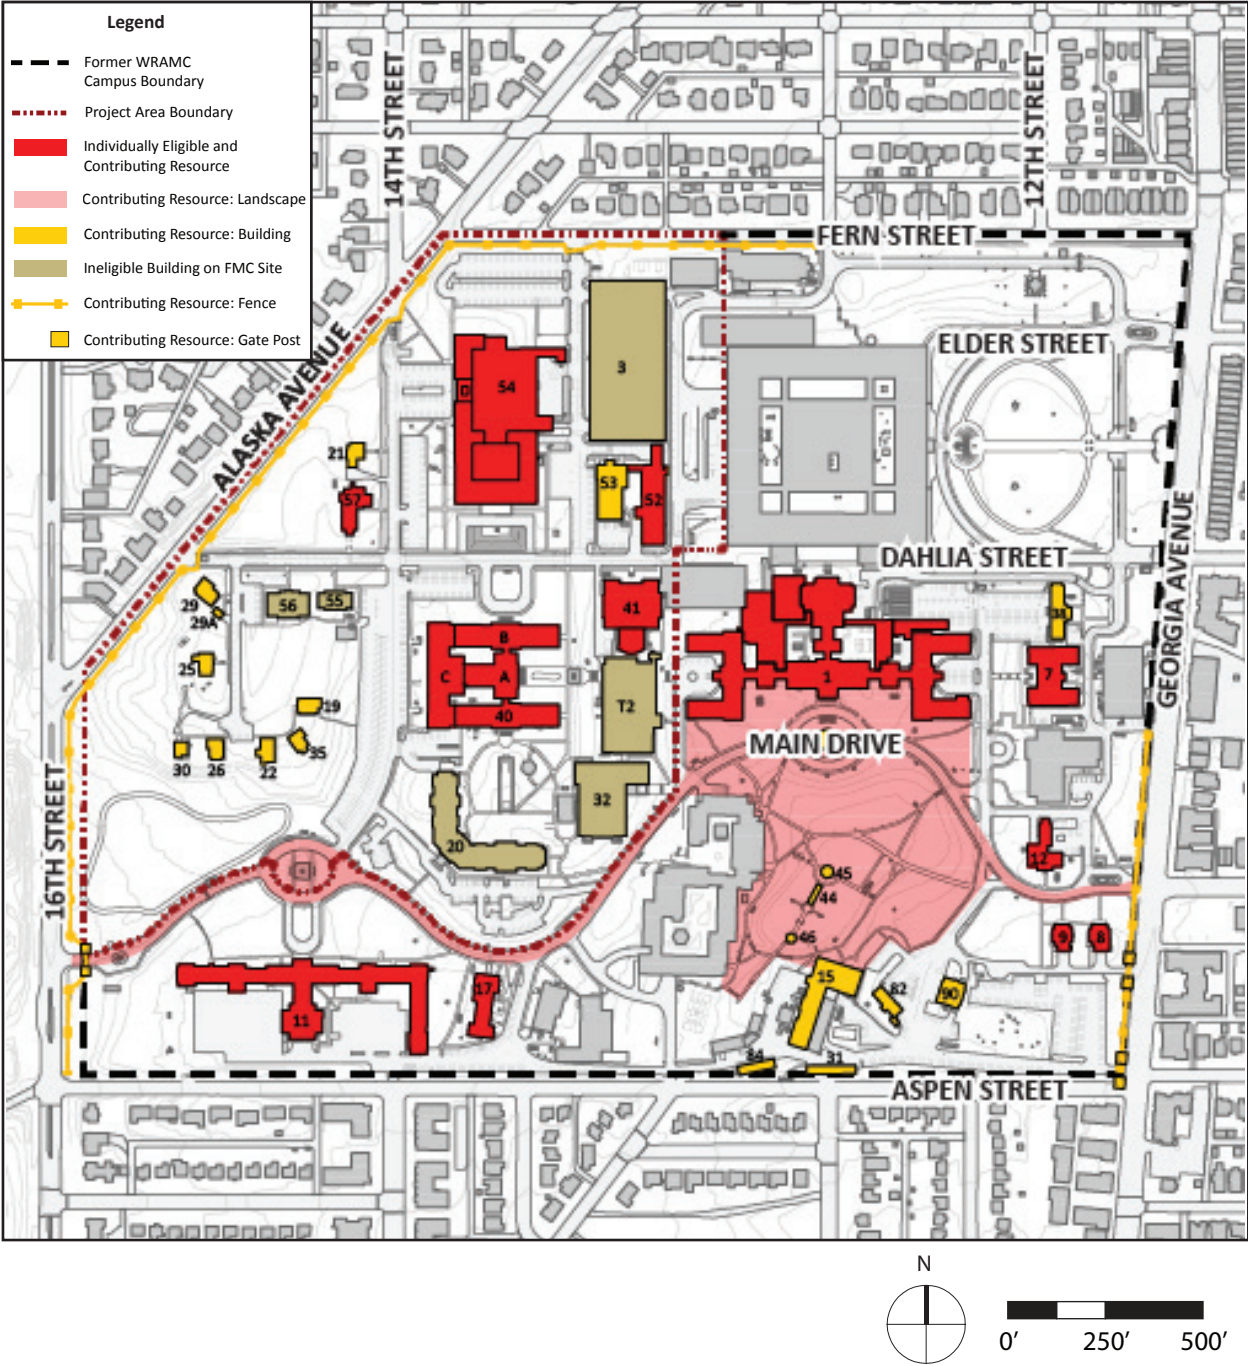 Legend
Former WRAMC
Campus Boundary
Project Area Boundary
Individually Eligible and
Contributing Resource
Contributing Resource: Landscape
Contributing Resource: Building
Ineligible Building on FMC Site
Contributing Resource: Fence
Contributing Resource: Gate Post
14TH STREET
12TH STREET
FERN STREET
ALASKA AVENUE
ELDER STREET
GEORGIA AVENUE
DAHLIA STREET
16TH STREET
MAIN DRIVE
ASPEN STREET
54
3
21
57
53
52
29
29A
56
55
41
38
25
B
C
A
40
T2
1
7
19
30
26
22
35
32
20
12
45
44
46
9
8
11
17
15
82
90
84
31
N
0'
250'
500'